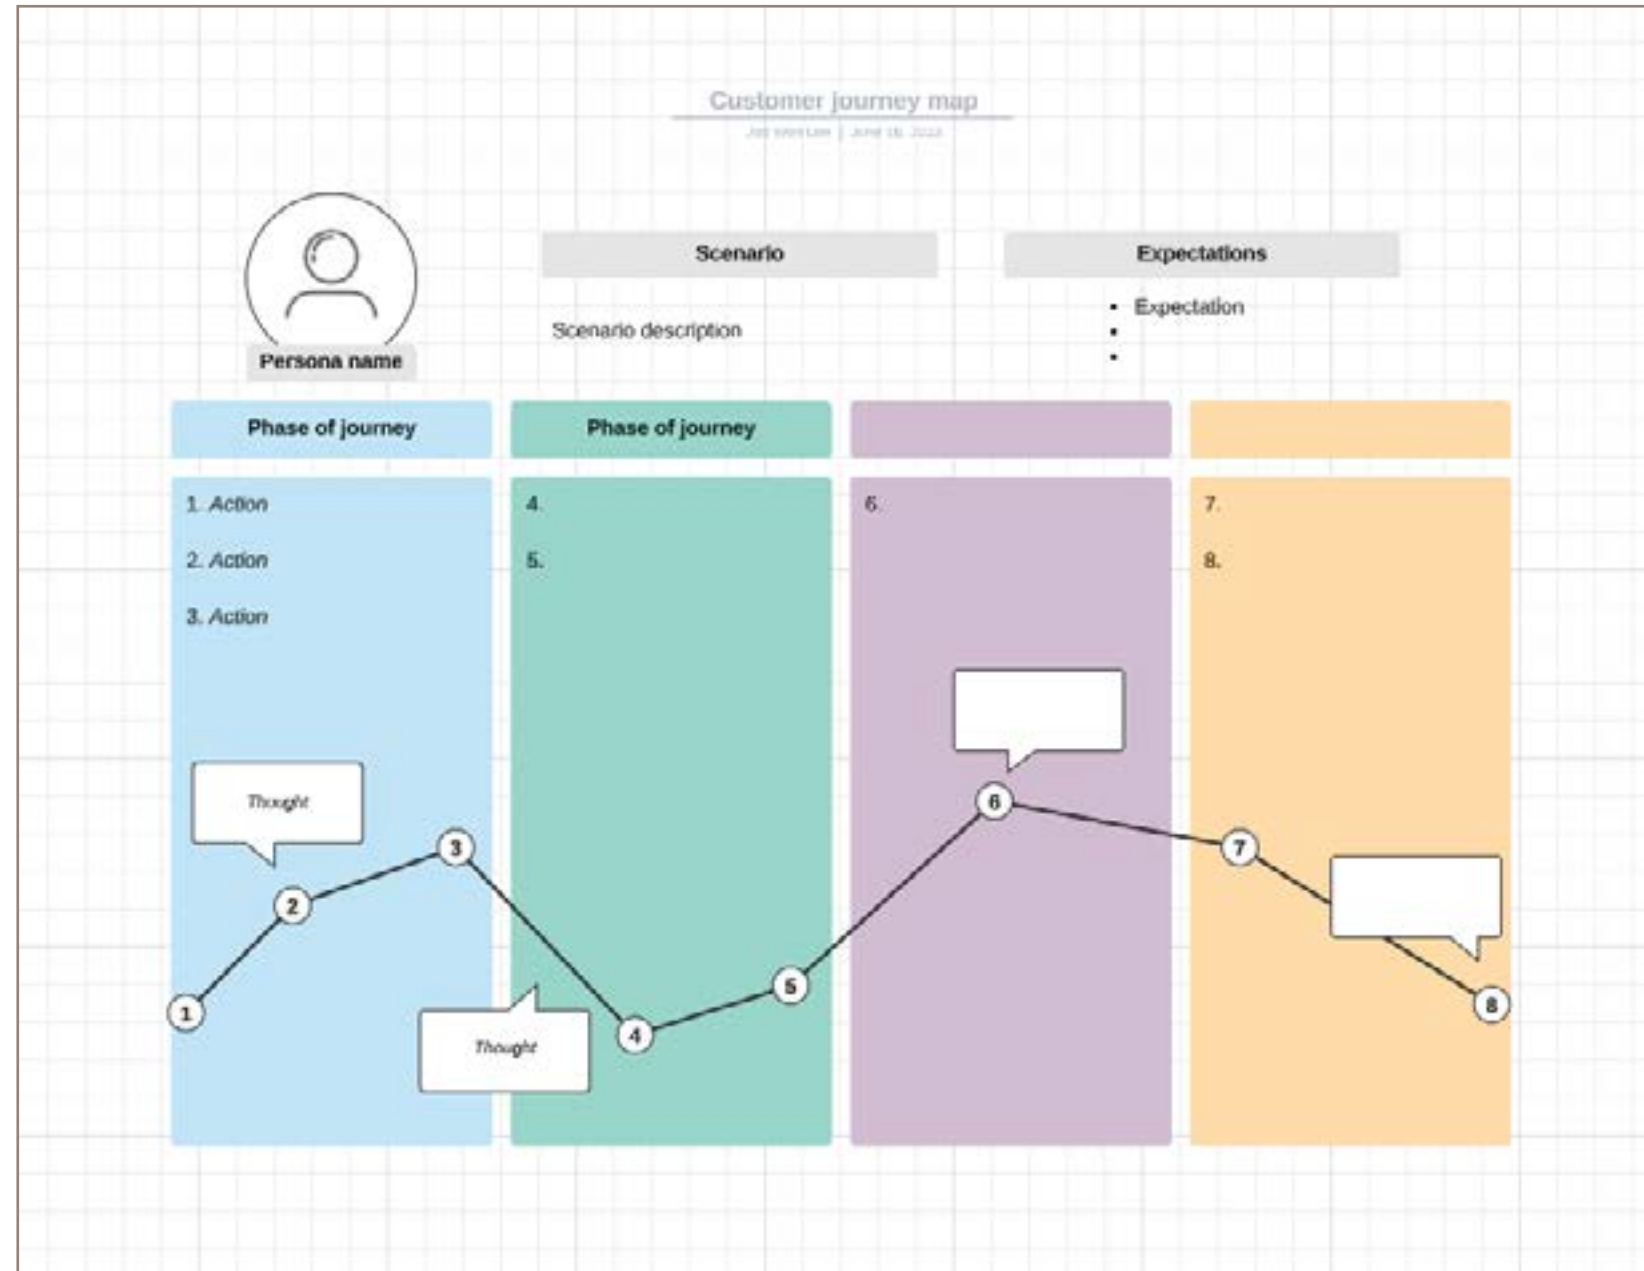 Customer journey map
Scenario
Expectations
Scenario description
• Expectation
•
•
Persona name
Phase of journey
Phase of journey
1. Action
2. Action
3. Action
4.
5.
6.
7.
8.
Thought
Thought
1
2
3
4
5
6
7
8